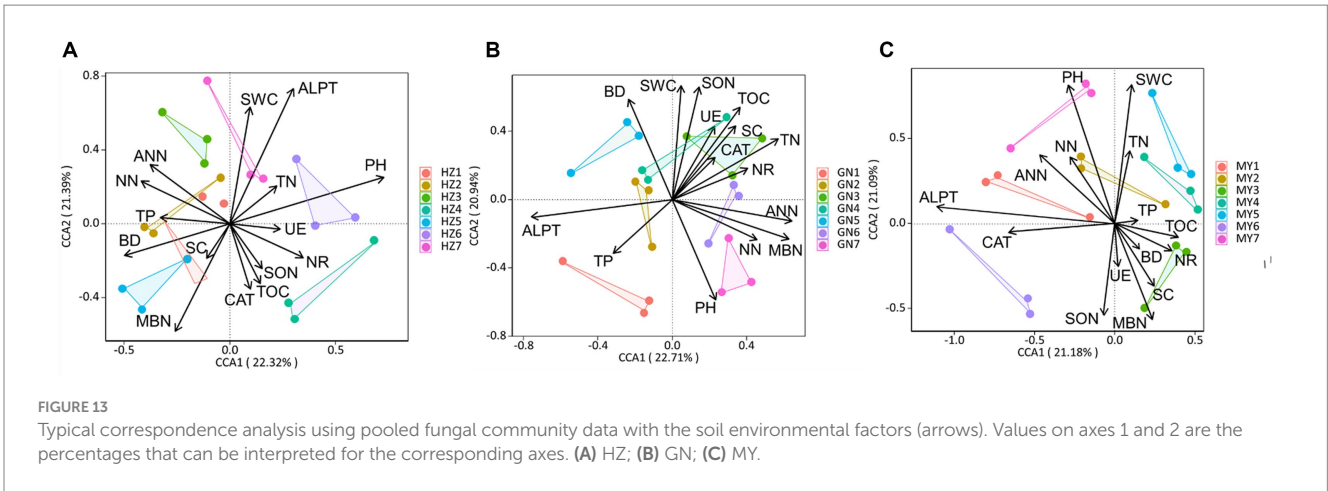 A
0.8
0.4
0.0
-0.4
CCA2 ( 21.39% )
-0.5
0.0
0.5
CCA1 ( 22.32% )
SWC
ALPT
ANN
NN
PH
TN
TP
UE
BD
SC
SON
NR
CAT
TOC
MBN
HZ1
HZ2
HZ3
HZ4
HZ5
HZ6
HZ7
B
0.4
0.0
-0.4
-0.8
CCA2 ( 20.94% )
-0.8
-0.4
0.0
0.4
CCA1 ( 22.71% )
BD
SWC
SON
TOC
UE
SC
TN
CAT
NR
ALPT
ANN
NN
MBN
TP
PH
GN1
GN2
GN3
GN4
GN5
GN6
GN7
C
0.5
0.0
-0.5
CCA2 ( 21.09% )
-1.0
-0.5
0.0
0.5
CCA1 ( 21.18% )
PH
SWC
TN
NN
ANN
ALPT
TP
TOC
CAT
BD
NR
UE
SC
SON
MBN
MY1
MY2
MY3
MY4
MY5
MY6
MY7
FIGURE 13
Typical correspondence analysis using pooled fungal community data with the soil environmental factors (arrows). Values on axes 1 and 2 are the
percentages that can be interpreted for the corresponding axes. (A) HZ; (B) GN; (C) MY.